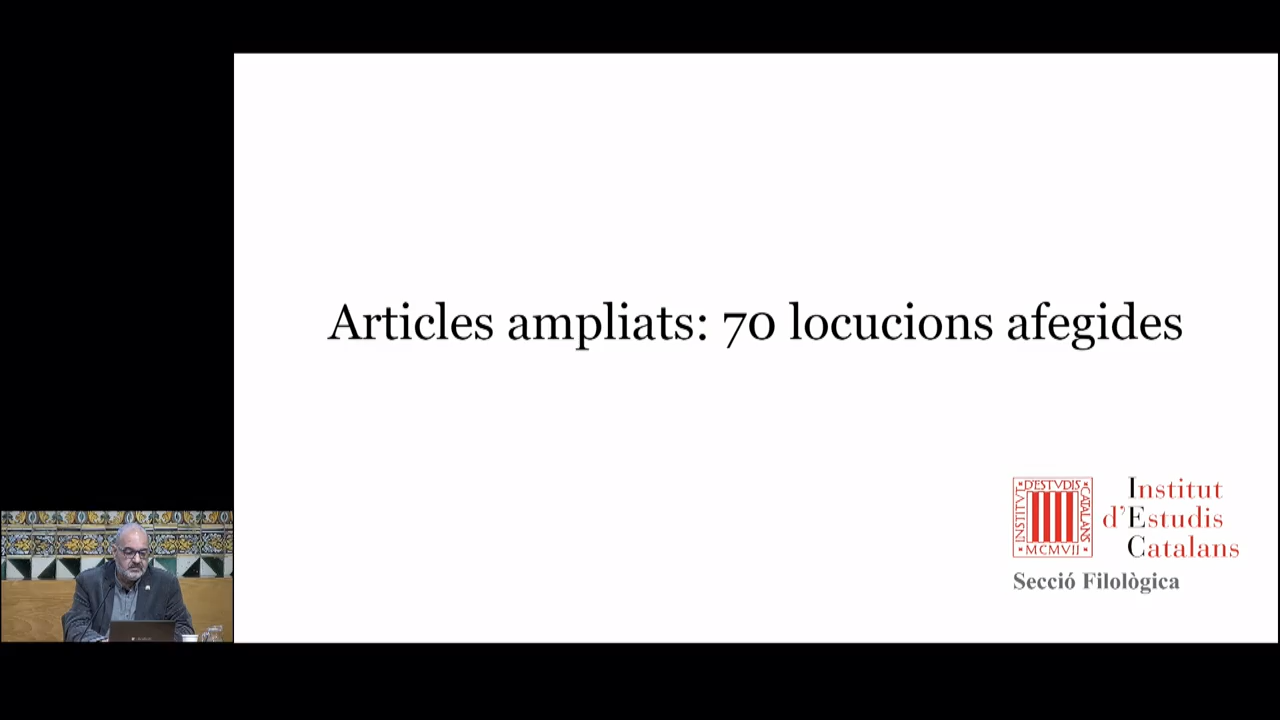 Articles ampliats: 70 locucions afegides
INSTITVT
D'ESTVDIS
CATALANS
MCMVII
Institut
d'Estudis
Catalans
Secció Filològica